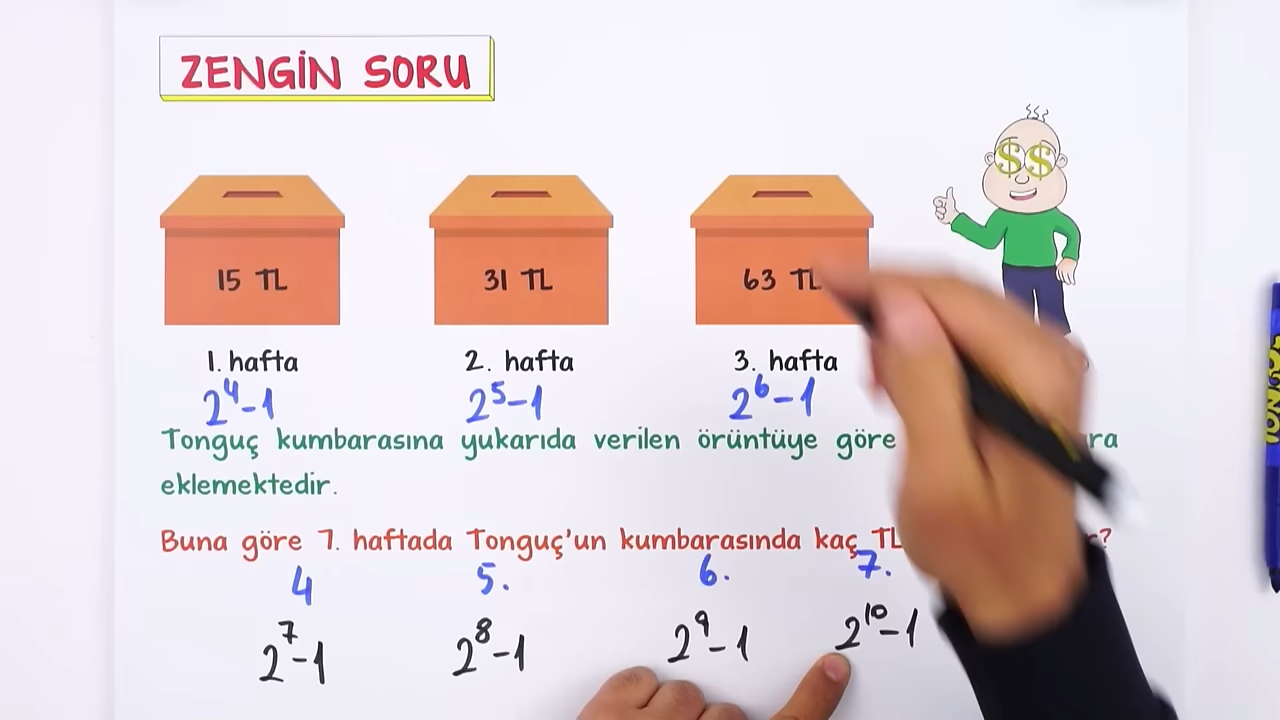 ZENGİN SORU
$ $
15 TL 31 TL 63 TL
1. hafta 2. hafta 3. hafta
2⁴-1 2⁵-1 2⁶-1
Tonguç kumbarasına yukarıda verilen örüntüye göre
eklemektedir.
Buna göre 7. haftada Tonguç'un kumbarasında kaç TL
4 5. 6. 7.
2⁷-1 2⁸-1 2⁹-1 2¹⁰-1